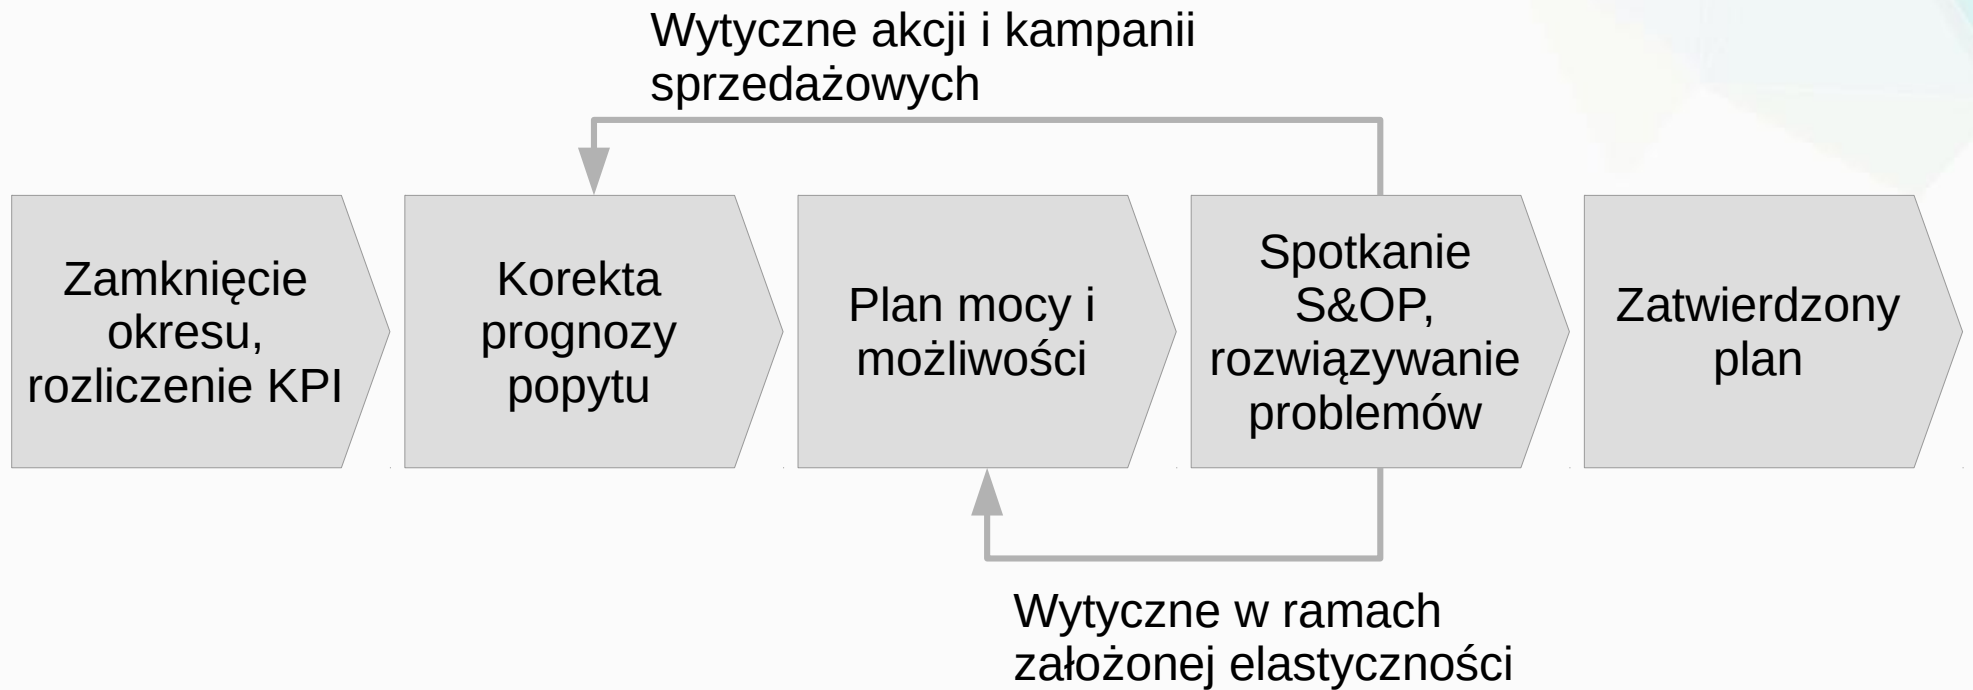 Wytyczne akcji i kampanii
sprzedażowych
Zamknięcie
okresu,
rozliczenie KPI
Korekta
prognozy
popytu
Plan mocy i
możliwości
Spotkanie
S&OP,
rozwiązywanie
problemów
Zatwierdzony
plan
Wytyczne w ramach
założonej elastyczności